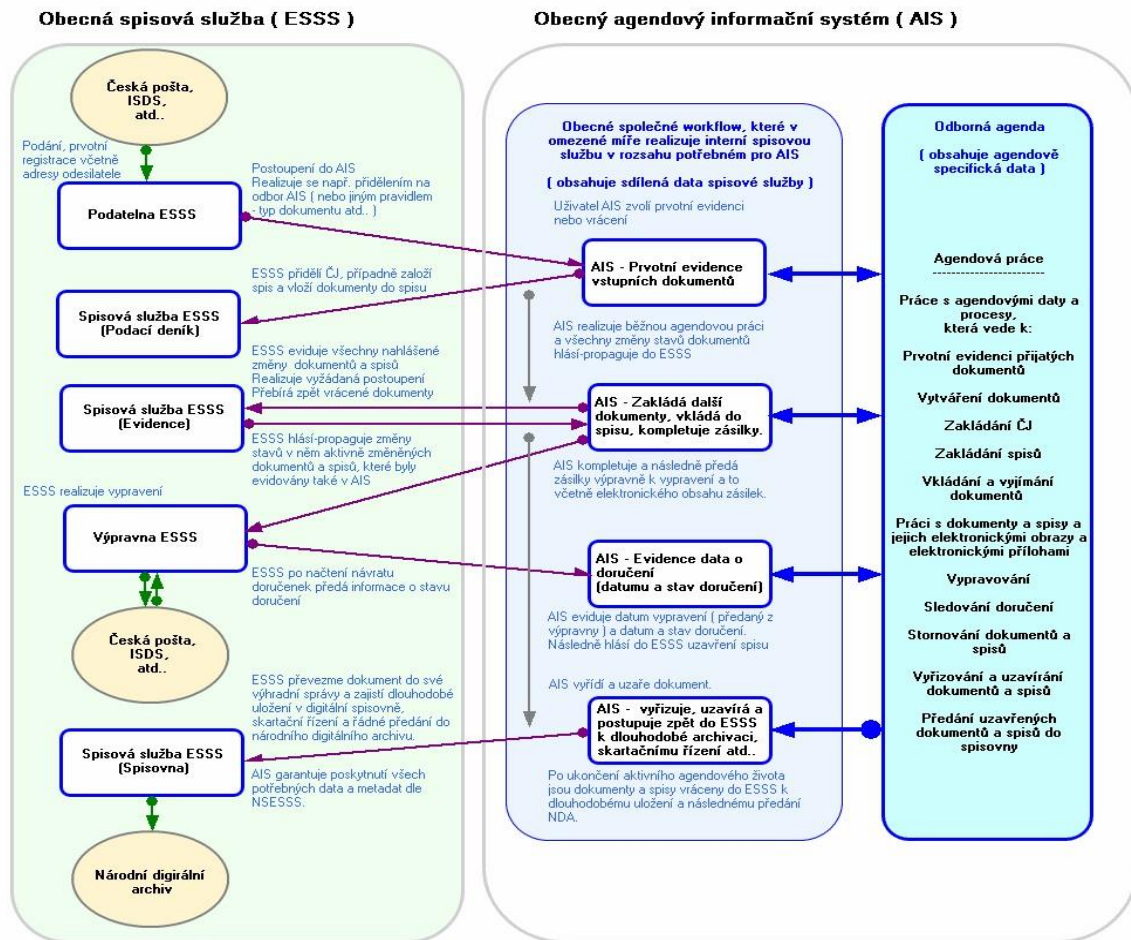 Obecná spisová služba ( ESSS )
Obecný agendový informační systém ( AIS )
Česká pošta,
ISDS,
atd..
Podání, prvotní
registrace včetně
adresy odesilatele
Postoupení do AIS
Realizuje se např. přidělením na
odbor AIS ( nebo jiným pravidlem
- typ dokumentu atd.. )
Podatelna ESSS
ESSS přidělí ČJ, případně založí
spis a vloží dokumenty do spisu
Spisová služba ESSS
(Podací deník)
ESSS eviduje všechny nahlášené
změny dokumentů a spisů
Realizuje vyžádaná postoupení
Přebírá zpět vrácené dokumenty
Spisová služba ESSS
(Evidence)
ESSS hlásí-propaguje změny
stavů v něm aktivně změněných
dokumentů a spisů, které byly
evidovány také v AIS
ESSS realizuje vypravení
Výpravna ESSS
ESSS po načtení návratu
doručenek předá informace o stavu
doručení
Česká pošta,
ISDS,
atd..
ESSS převezme dokument do své
výhradní správy a zajistí dlouhodobé
uložení v digitální spisovně,
skartační řízení a řádné předání do
národního digitálního archivu.
Spisová služba ESSS
(Spisovna)
AIS garantuje poskytnutí všech
potřebných data a metadat dle
NSESSS.
Národní digirální
archiv
Obecné společné workflow, které v
omezené míře realizuje interní spisovou
službu v rozsahu potřebném pro AIS
( obsahuje sdílená data spisové služby )
Uživatel AIS zvolí prvotní evidenci
nebo vrácení
AIS - Prvotní evidence
vstupních dokumentů
AIS realizuje běžnou agendovou práci
a všechny změny stavů dokumentů
hlásí-propaguje do ESSS
AIS - Zakládá další
dokumenty, vkládá do
spisu, kompletuje zásilky.
AIS kompletuje a následně předá
zásilky výpravně k vypravení a to
včetně elektronického obsahu zásilek.
AIS - Evidence data o
doručení
(datumu a stav doručení)
AIS eviduje datum vypravení ( předaný z
výpravny ) a datum a stav doručení.
Následně hlásí do ESSS uzavření spisu
AIS vyřídí a uzaře dokument.
AIS - vyřizuje, uzavírá a
postupuje zpět do ESSS
k dlouhodobé archivaci,
skartačnímu řízení atd..
Po ukončení aktivního agendového života
jsou dokumenty a spisy vráceny do ESSS k
dlouhodobému uložení a následnému předání
NDA.
Odborná agenda
( obsahuje agendově
specifická data )
Agendová práce
------------------------
Práce s agendovými daty a
procesy,
která vede k:
Prvotní evidenci přijatých
dokumentů
Vytváření dokumentů
Zakládání ČJ
Zakládání spisů
Vkládání a vyjímání
dokumentů
Práci s dokumenty a spisy a
jejich elektronickými obrazy a
elektronickými přílohami
Vypravování
Sledování doručení
Stornování dokumentů a
spisů
Vyřizování a uzavírání
dokumentů a spisů
Předání uzavřených
dokumentů a spisů do
spisovny